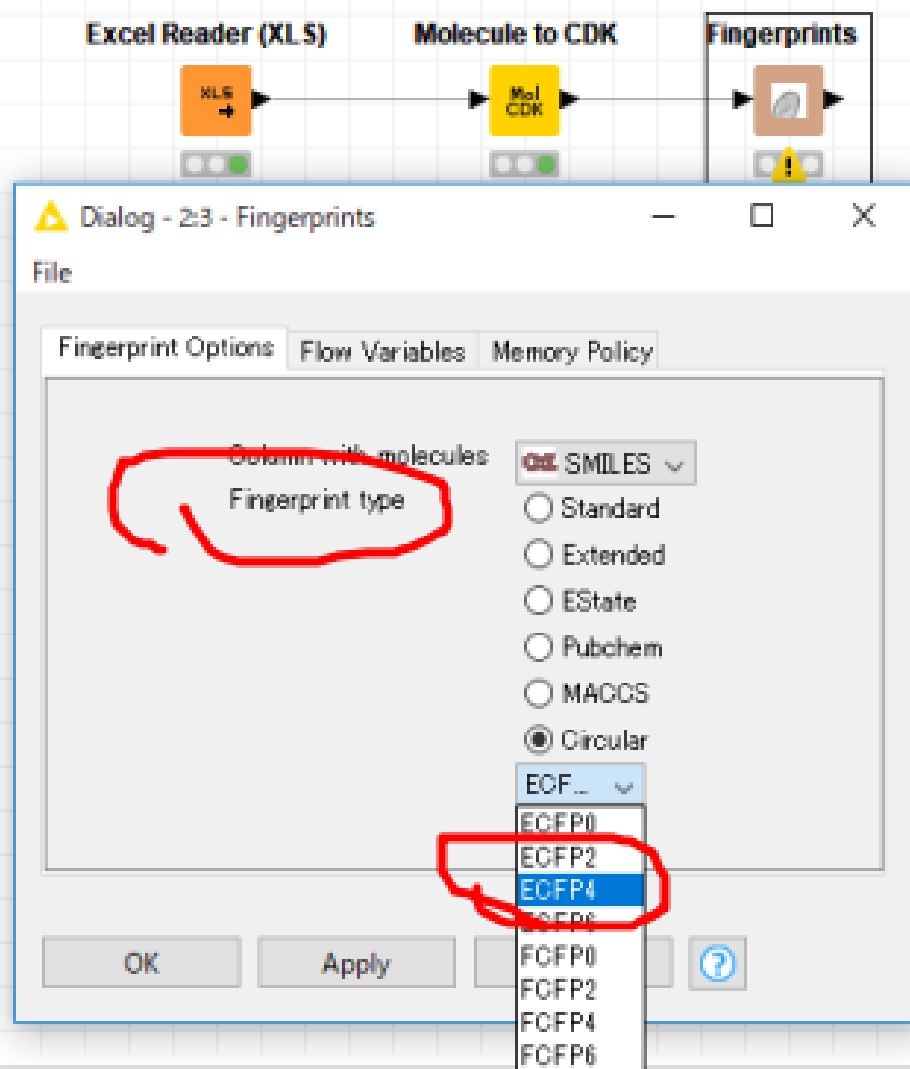 Excel Reader (XLS)
Molecule to CDK
Fingerprints
XLS
Mol
CDK
Dialog - 2:3 - Fingerprints
File
Fingerprint Options
Flow Variables
Memory Policy
Column with molecules
SMILES
Fingerprint type
Standard
Extended
EState
Pubchem
MACCS
Circular
ECF...
ECFP0
ECFP2
ECFP4
ECFP6
FCFP0
FCFP2
FCFP4
FCFP6
OK
Apply
?